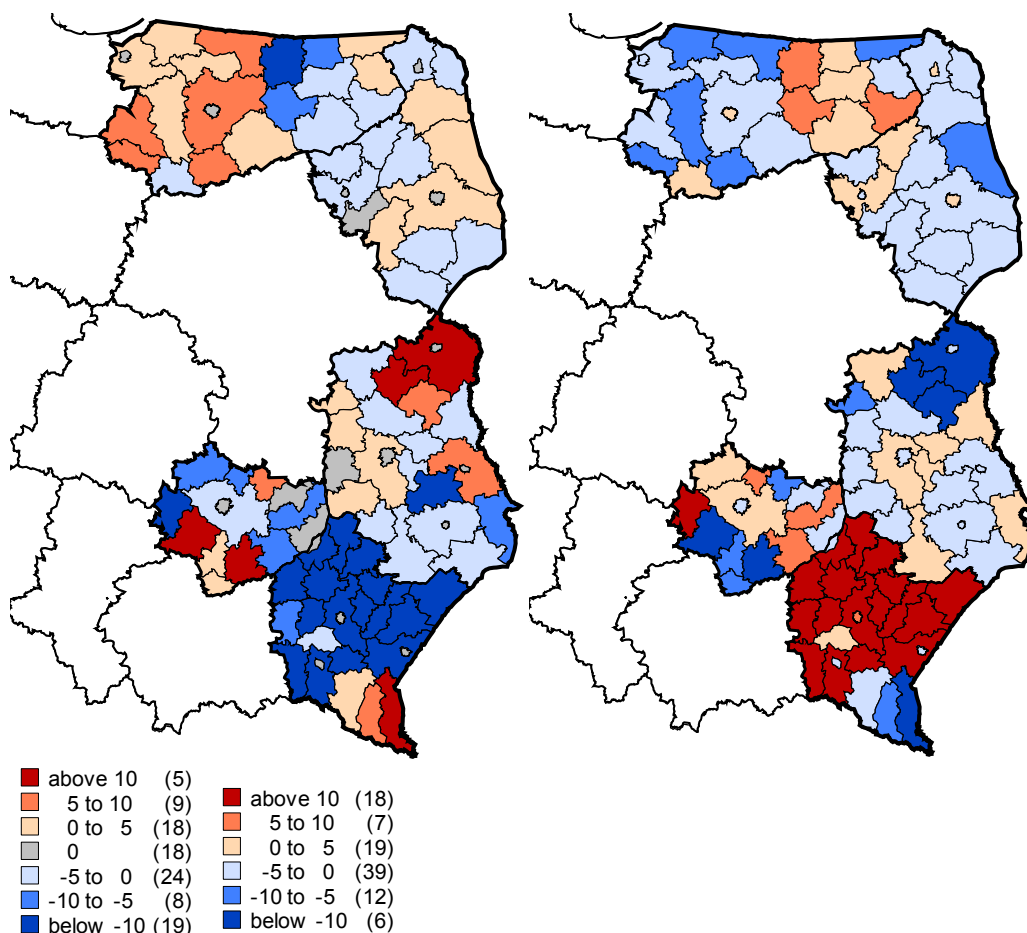 above 10 (5)
5 to 10 (9)
0 to 5 (18)
0 (18)
-5 to 0 (24)
-10 to -5 (8)
below -10 (19)
above 10 (18)
5 to 10 (7)
0 to 5 (19)
-5 to 0 (39)
-10 to -5 (12)
below -10 (6)